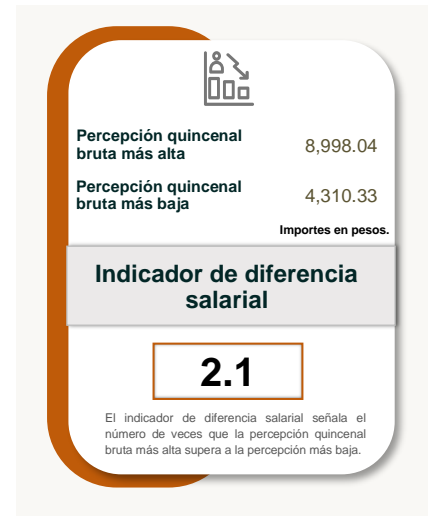 Percepción quincenal
bruta más alta
8,998.04
Percepción quincenal
bruta más baja
4,310.33
Importes en pesos.
Indicador de diferencia
salarial
2.1
El indicador de diferencia salarial señala el
número de veces que la percepción quincenal
bruta más alta supera a la percepción más baja.